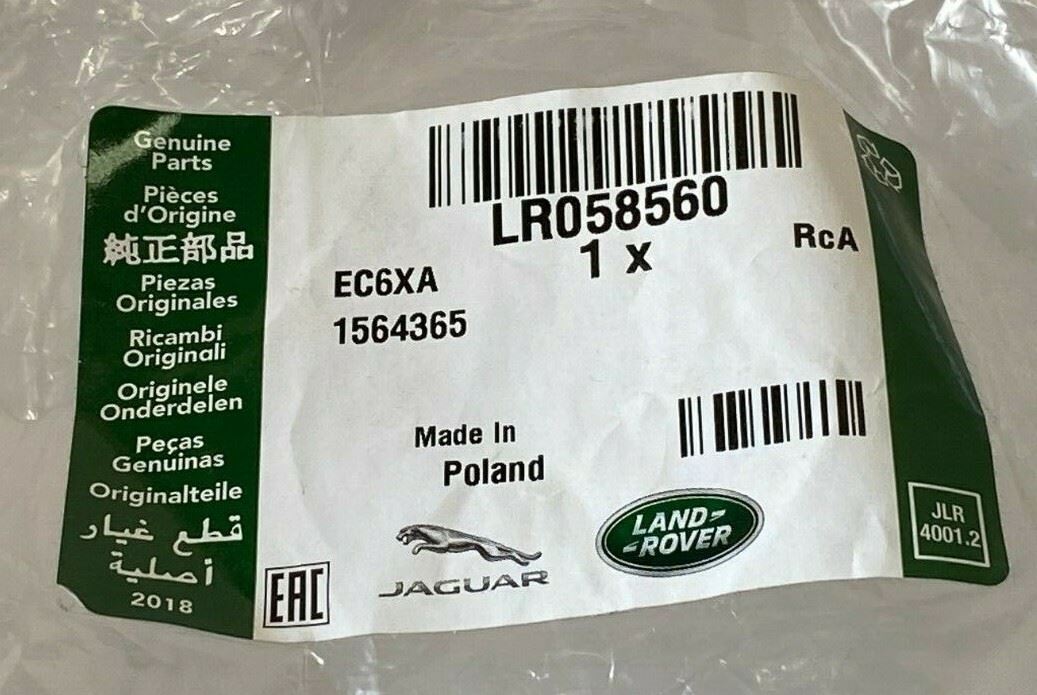 Genuine
Parts
Pièces
d'Origine
純正部品
Piezas
Originales
Ricambi
Originali
Originele
Onderdelen
Peças
Genuinas
Originalteile
قطع غيار
أصلية
2018
LR058560
1 x
RcA
EC6XA
1564365
Made In
Poland
EAC
JAGUAR
LAND-
-ROVER
JLR
4001.2